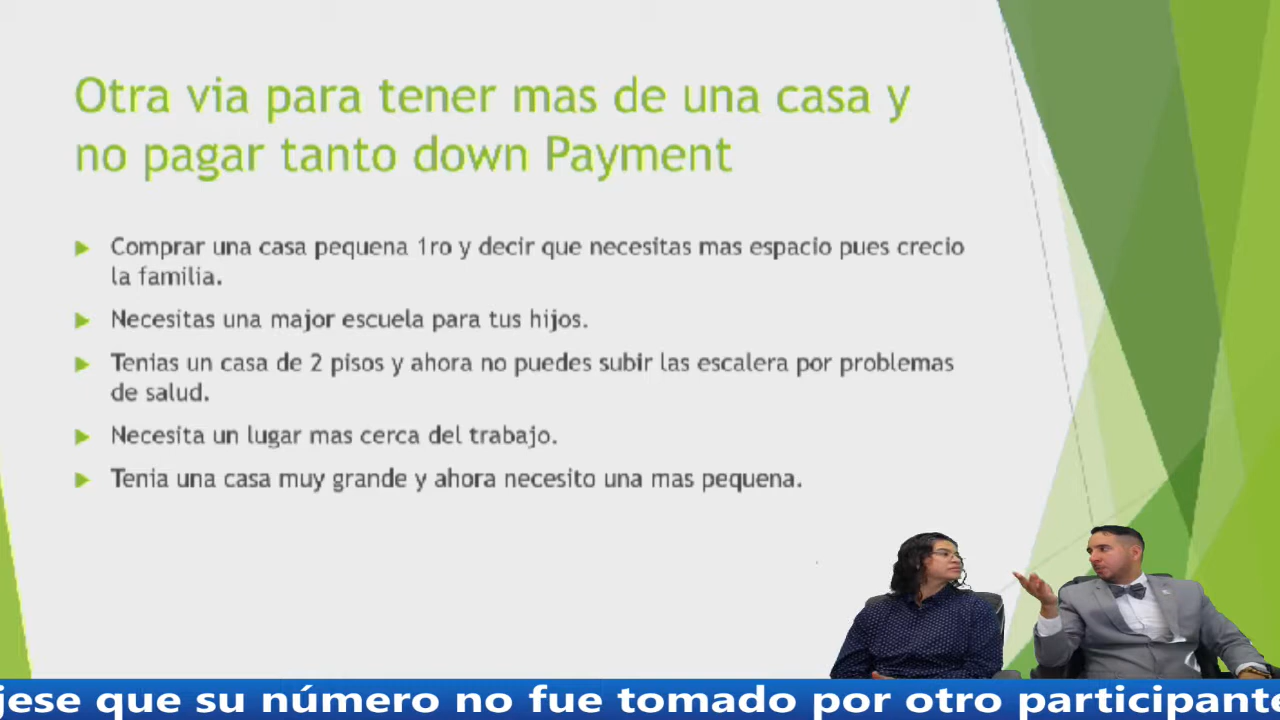 Otra via para tener mas de una casa y
no pagar tanto down Payment
Comprar una casa pequena 1ro y decir que necesitas mas espacio pues crecio
la familia.
Necesitas una major escuela para tus hijos.
Tenias un casa de 2 pisos y ahora no puedes subir las escalera por problemas
de salud.
Necesita un lugar mas cerca del trabajo.
Tenia una casa muy grande y ahora necesito una mas pequena.
jese que su número no fue tomado por otro participante